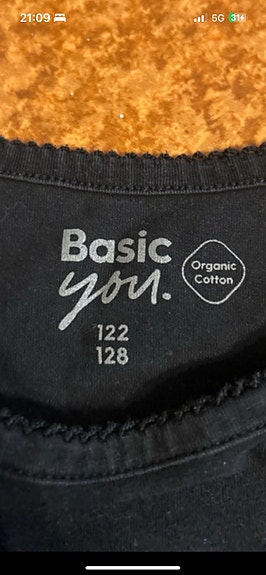 21:09
5G
31
Basic
you.
Organic
Cotton
122
128